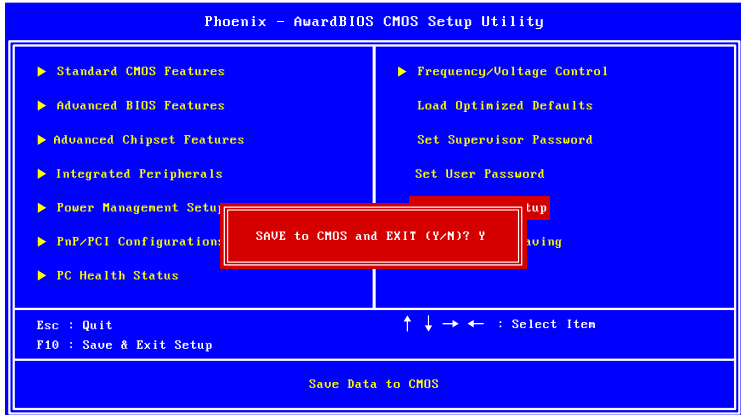 Phoenix - AwardBIOS CMOS Setup Utility
Standard CMOS Features
Advanced BIOS Features
Advanced Chipset Features
Integrated Peripherals
Power Management Setup
PnP/PCI Configurations
PC Health Status
Frequency/Voltage Control
Load Optimized Defaults
Set Supervisor Password
Set User Password
tup
aving
SAVE to CMOS and EXIT (Y/N)? Y
Esc : Quit
F10 : Save & Exit Setup
↑ ↓ → ← : Select Item
Save Data to CMOS